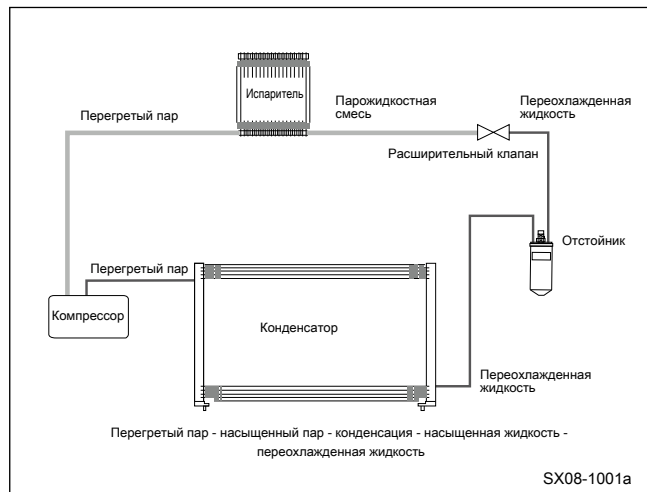 Испаритель
Перегретый пар
Парожидкостная
смесь
Переохлажденная
жидкость
Расширительный клапан
Отстойник
Перегретый пар
Компрессор
Конденсатор
Переохлажденная
жидкость
Перегретый пар - насыщенный пар - конденсация - насыщенная жидкость -
переохлажденная жидкость
SX08-1001a